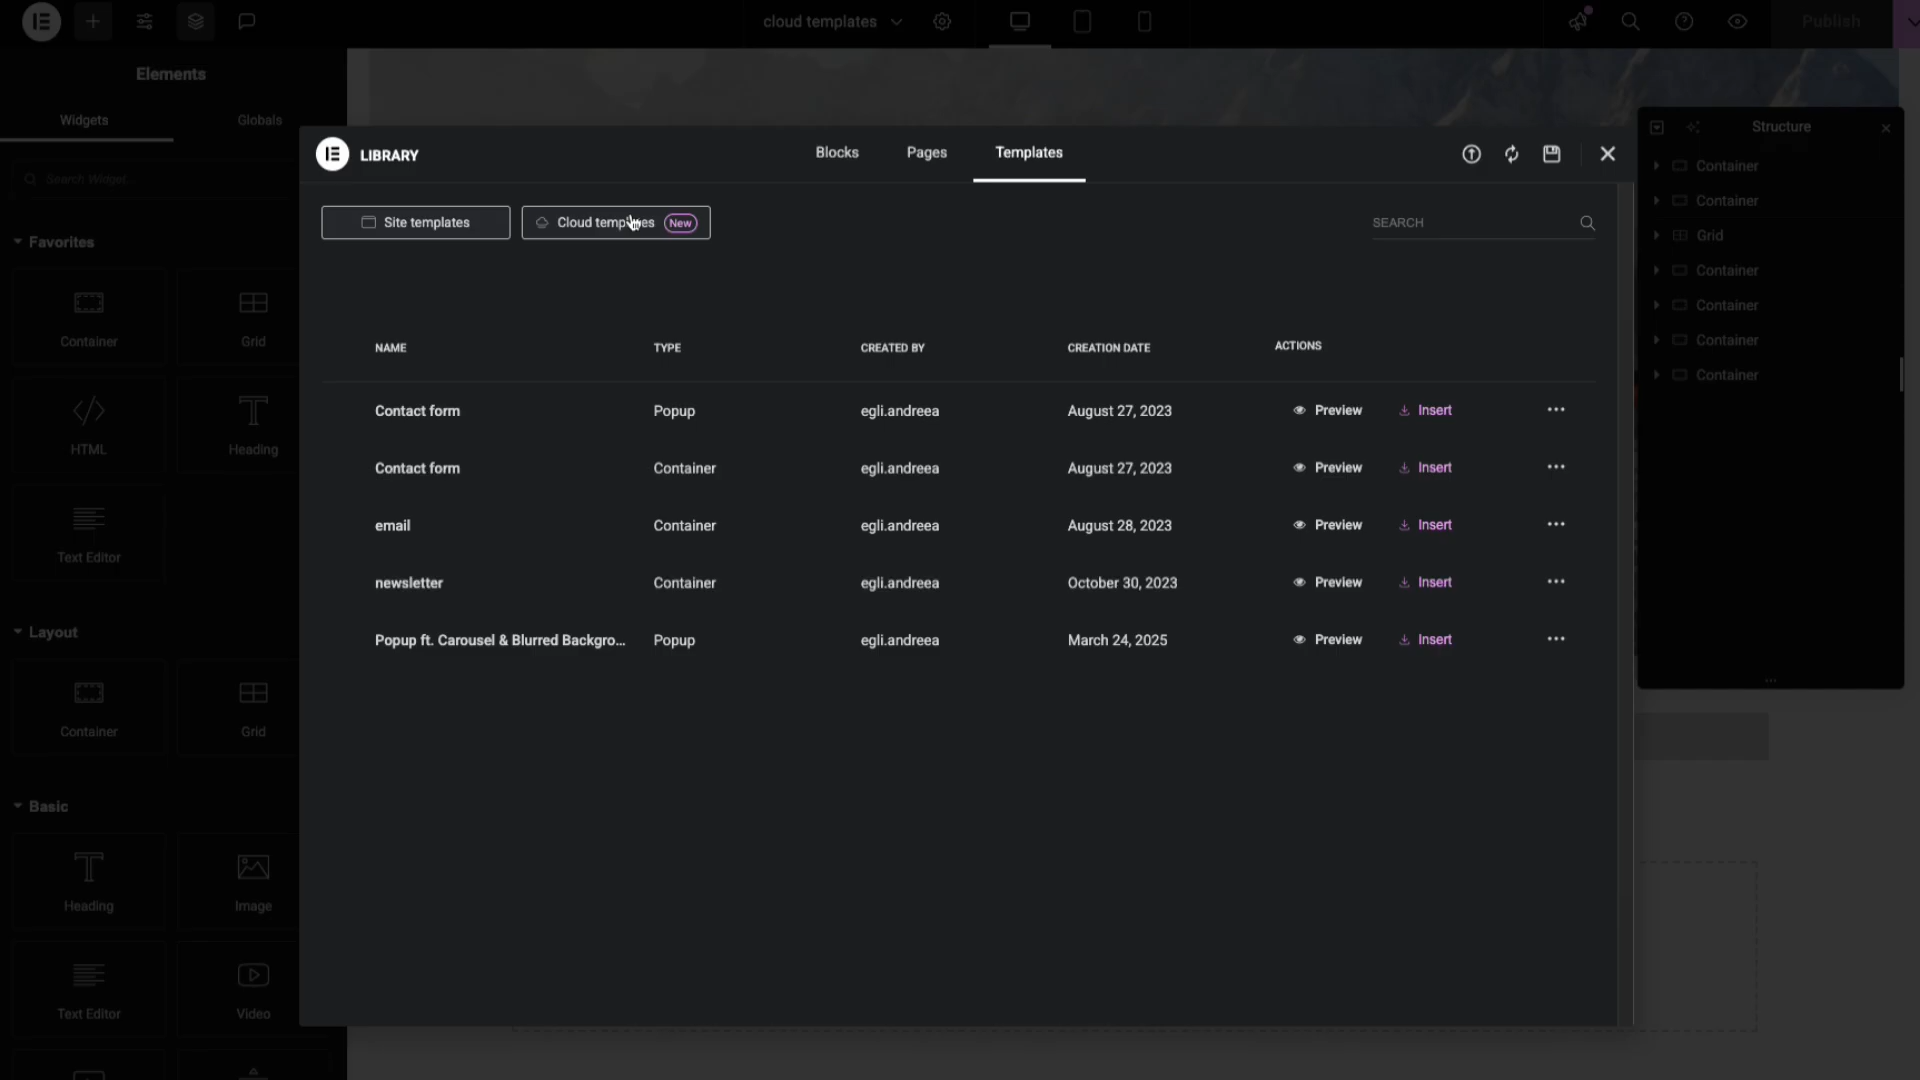 cloud templates
Publish
Elements
Widgets Globals
Search Widget...
Favorites
Container Grid
HTML Heading
Text Editor
Layout
Container Grid
Basic
Heading Image
Text Editor Video
LIBRARY
Blocks Pages Templates
Site templates Cloud templates New
SEARCH
NAME TYPE CREATED BY CREATION DATE ACTIONS
Contact form Popup egli.andreea August 27, 2023 Preview Insert
Contact form Container egli.andreea August 27, 2023 Preview Insert
email Container egli.andreea August 28, 2023 Preview Insert
newsletter Container egli.andreea October 30, 2023 Preview Insert
Popup ft. Carousel & Blurred Backgro... Popup egli.andreea March 24, 2025 Preview Insert
Structure
Container
Container
Grid
Container
Container
Container
Container